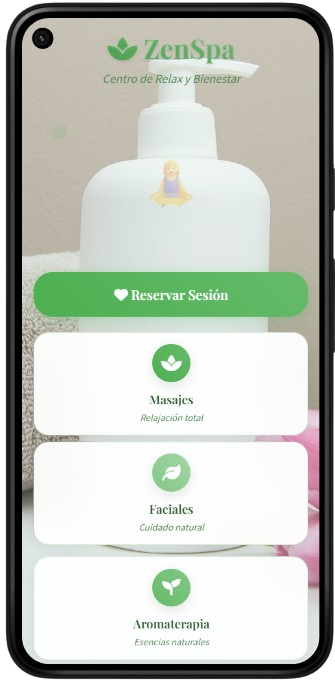 ZenSpa
Centro de Relax y Bienestar
Reservar Sesión
Masajes
Relajación total
Faciales
Cuidado natural
Aromaterapia
Esencias naturales